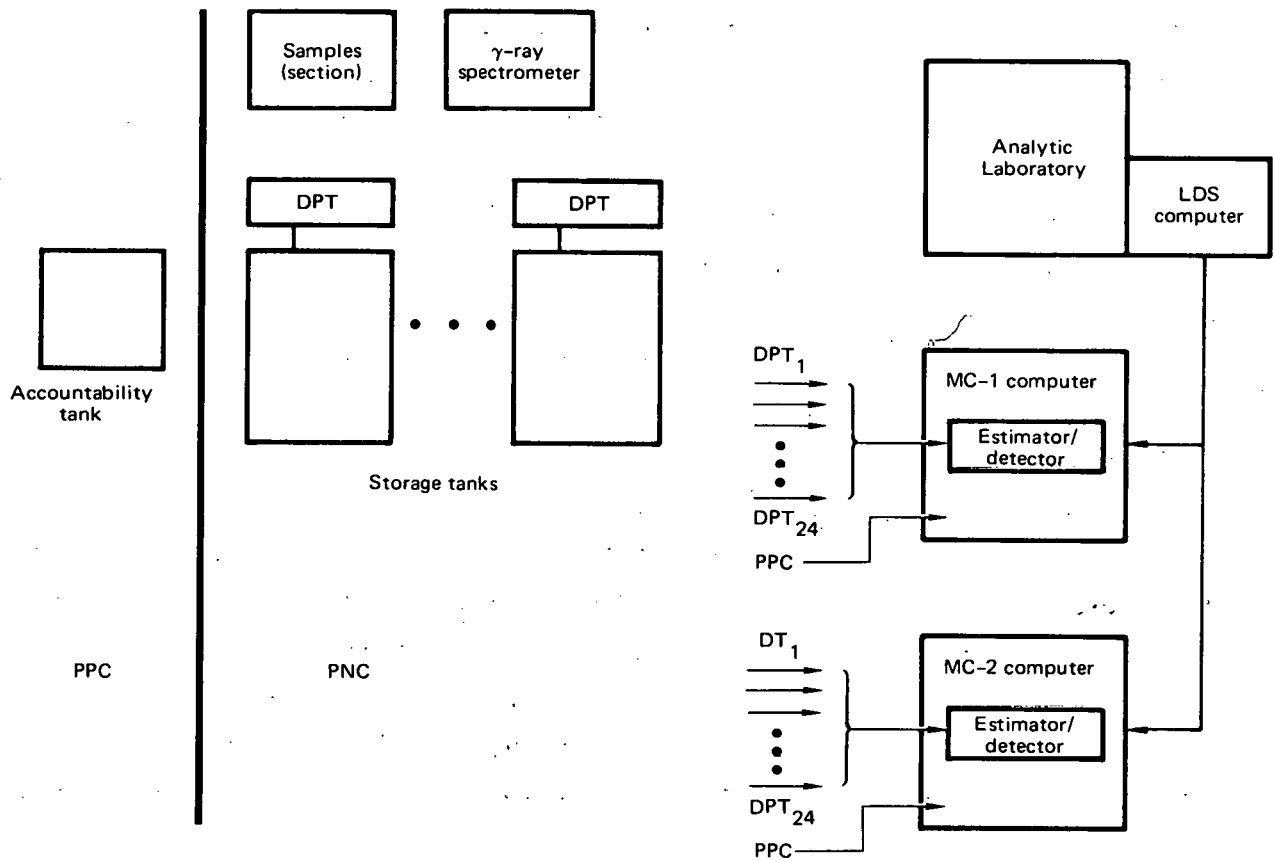 Samples
(section)
γ-ray
spectrometer
Analytic
Laboratory
LDS
computer
DPT
DPT
Accountability
tank
Storage tanks
DPT1
DPT24
PPC
MC-1 computer
Estimator/
detector
PPC
PNC
DT1
DPT24
PPC
MC-2 computer
Estimator/
detector